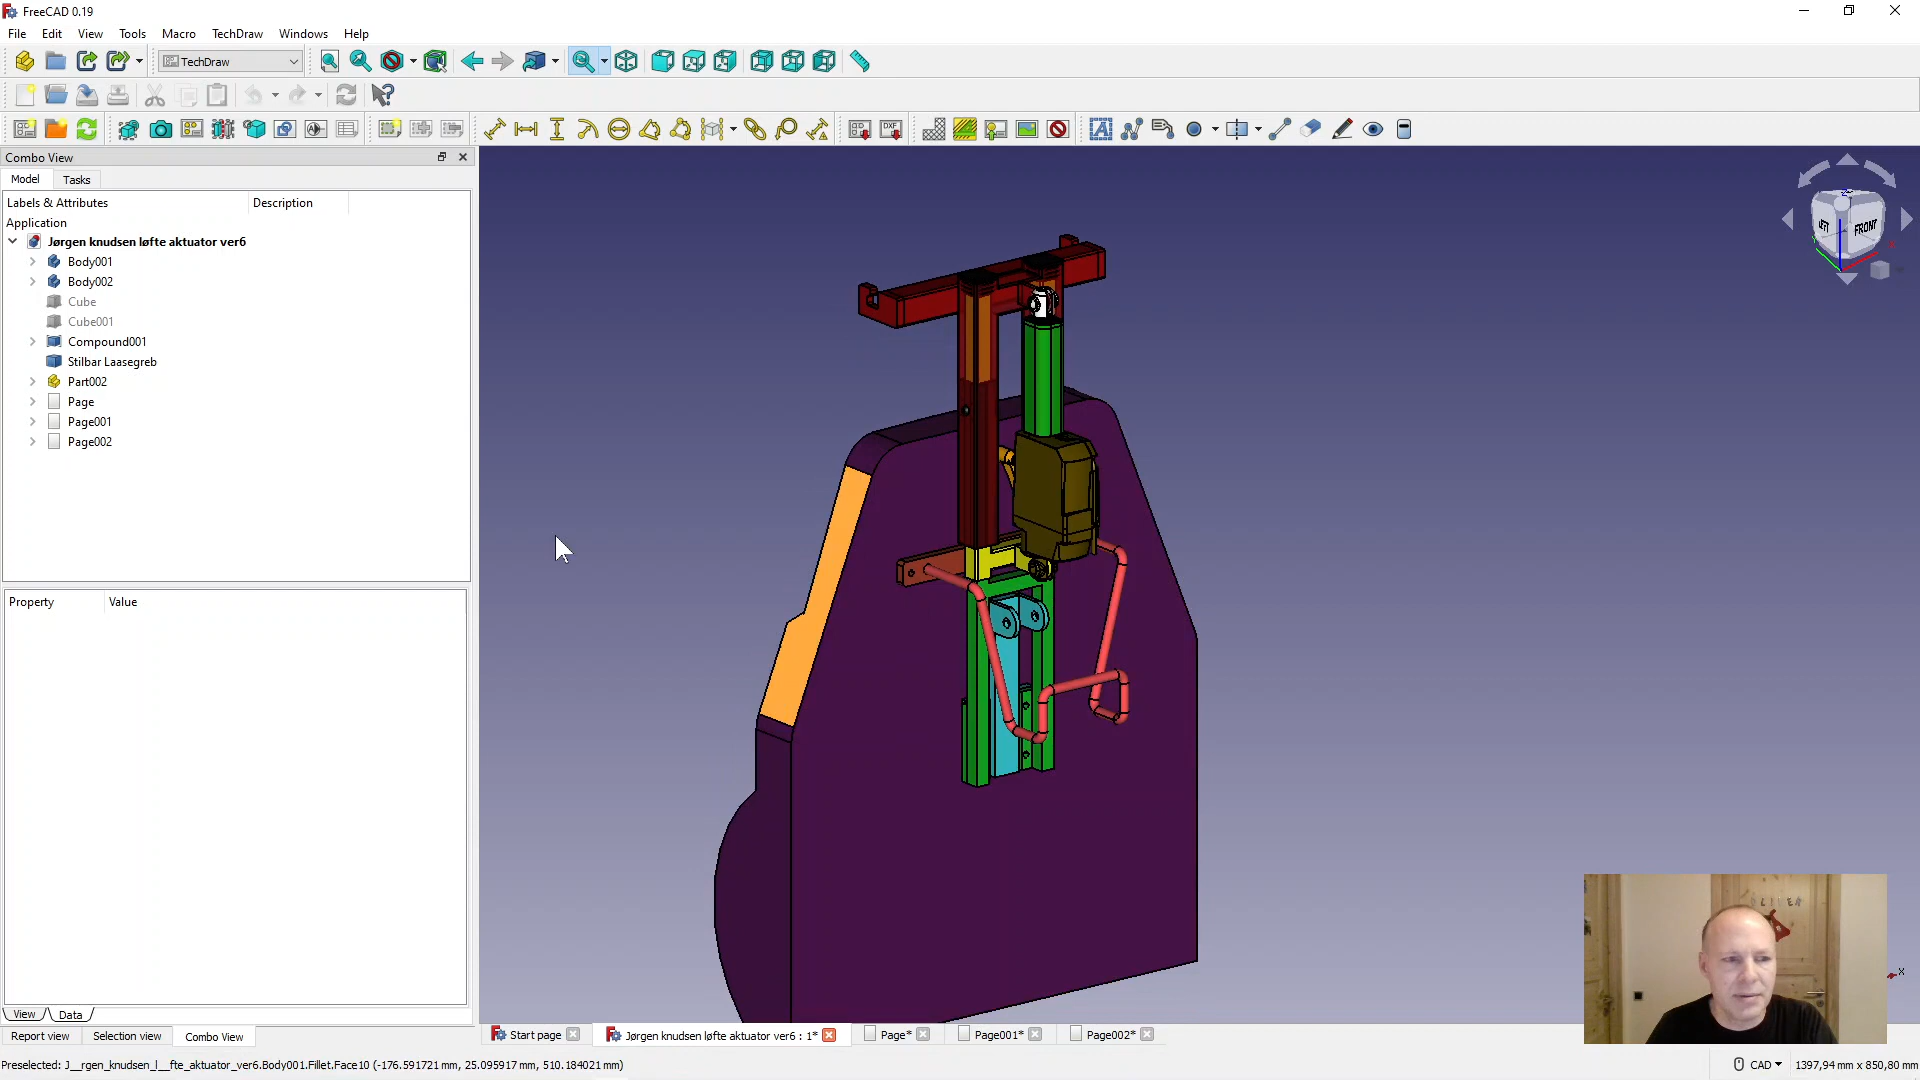 FreeCAD 0.19
File Edit View Tools Macro TechDraw Windows Help
TechDraw
DXF
Combo View
Model Tasks
Labels & Attributes Description
Application
Jørgen knudsen løfte aktuator ver6
Body001
Body002
Cube
Cube001
Compound001
Stilbar Laasegreb
Part002
Page
Page001
Page002
LEFT FRONT
Property Value
View Data
Report view Selection view Combo View
Start page Jørgen knudsen løfte aktuator ver6 : 1* Page* Page001* Page002*
OLIVER
X
Preselected: J__rgen_knudsen_l__fte_aktuator_ver6.Body001.Fillet.Face10 (-176.591721 mm, 25.095917 mm, 510.184021 mm)
CAD 1397,94 mm x 850,80 mm